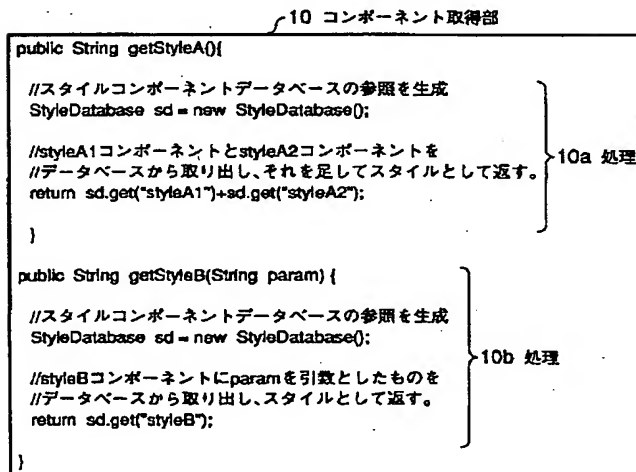 10 コンポーネント取得部
public String getStyleA(){
//スタイルコンポーネントデータベースの参照を生成
StyleDatabase sd = new StyleDatabase();
//styleA1コンポーネントとstyleA2コンポーネントを
//データベースから取り出し、それを足してスタイルとして返す。
return sd.get("styleA1")+sd.get("styleA2");
}
10a 処理
public String getStyleB(String param) {
//スタイルコンポーネントデータベースの参照を生成
StyleDatabase sd = new StyleDatabase();
//styleBコンポーネントにparamを引数としたものを
//データベースから取り出し、スタイルとして返す。
return sd.get("styleB");
}
10b 処理